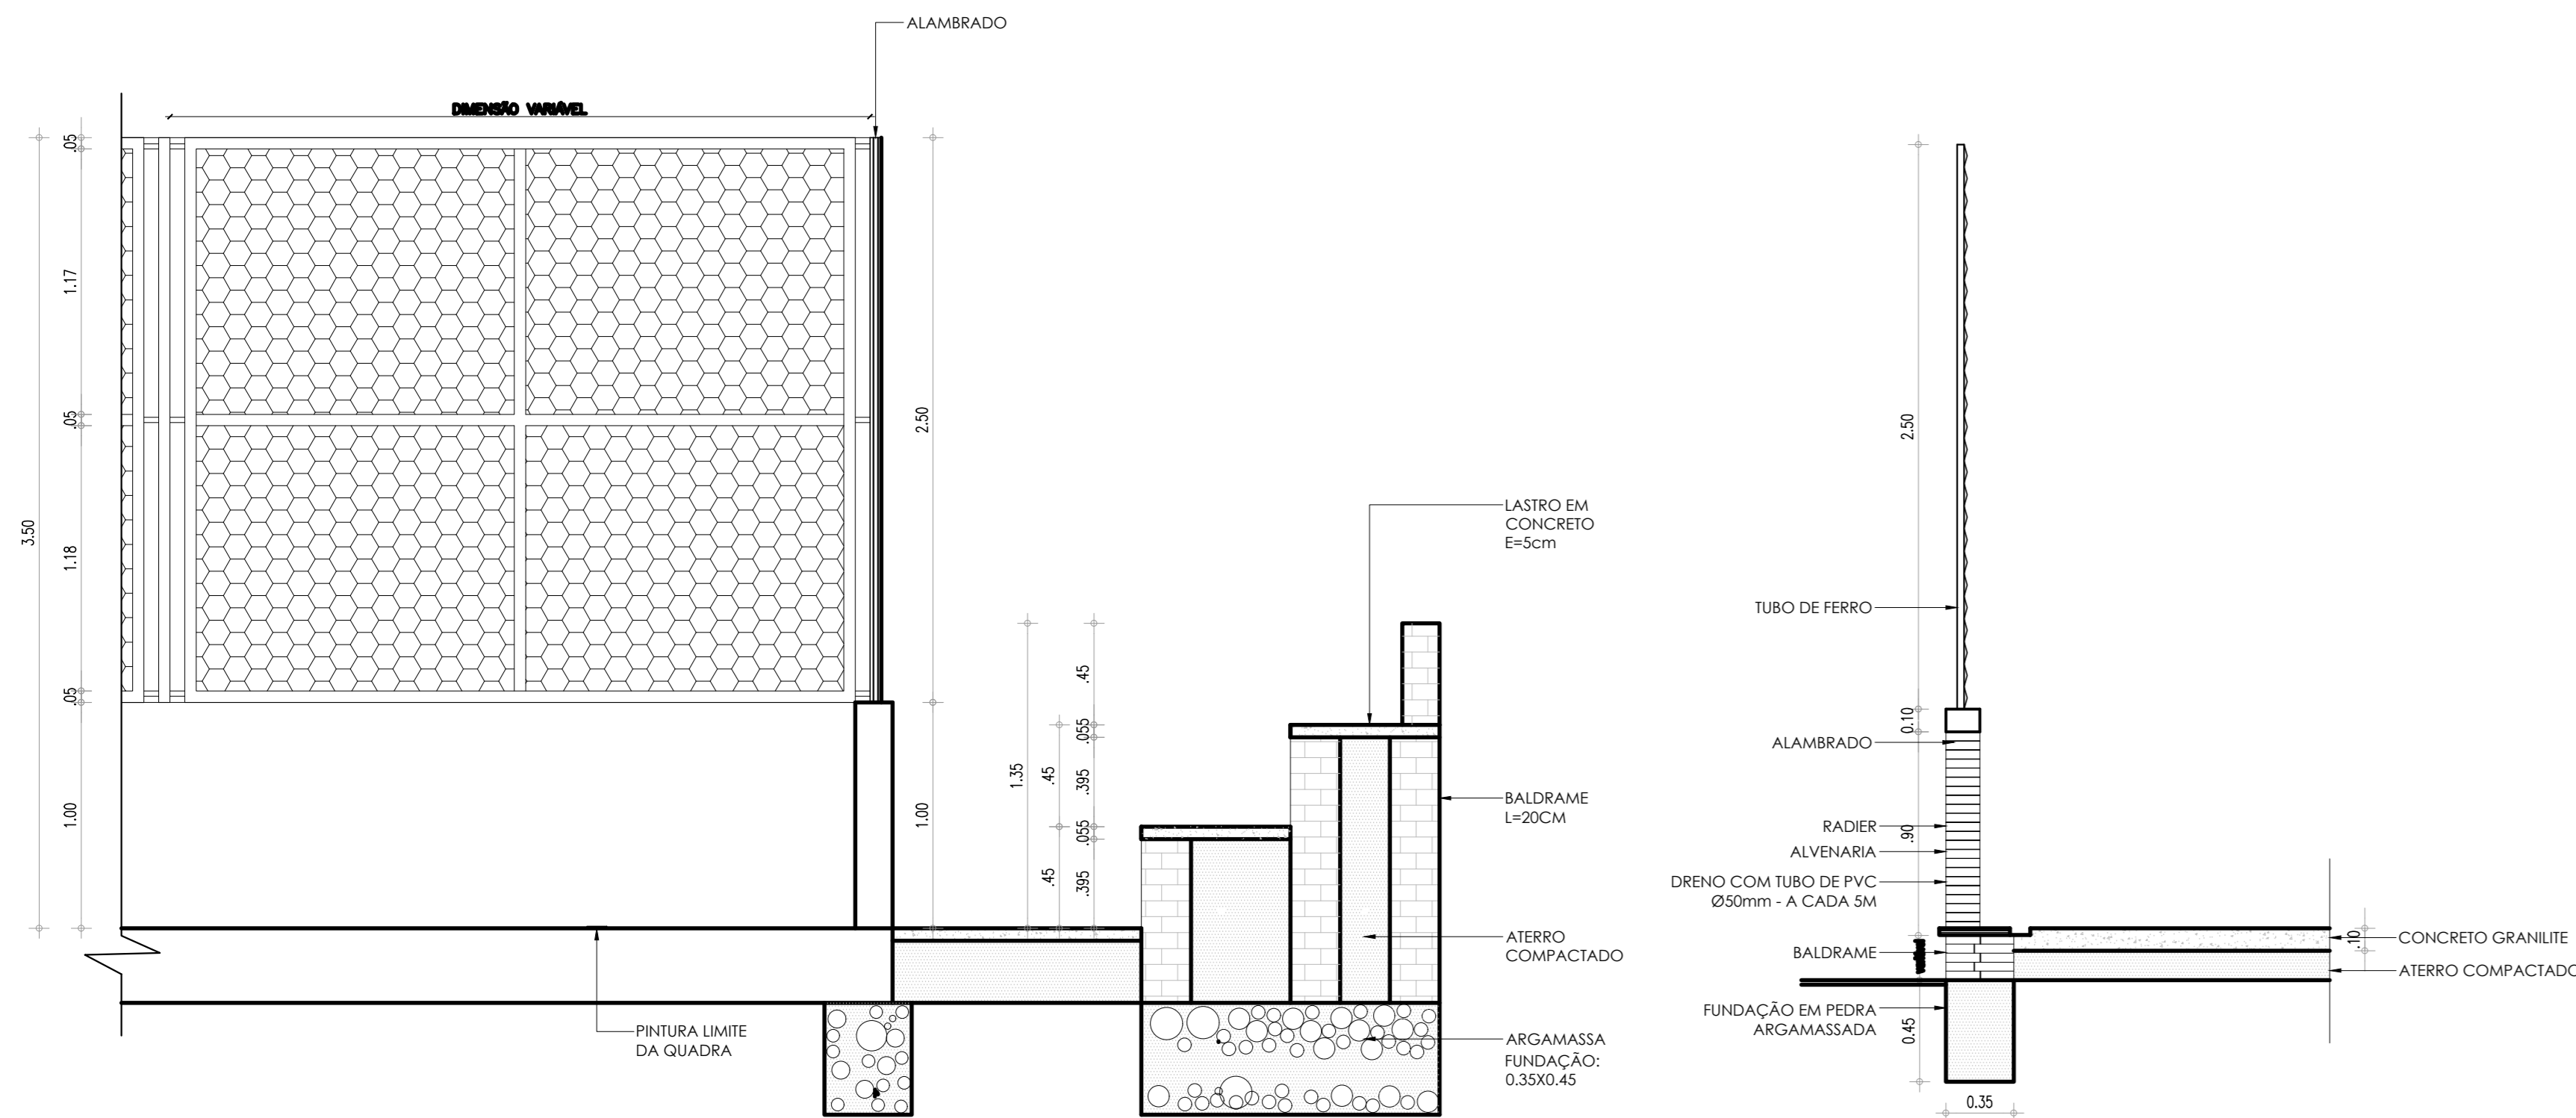 ALAMBRADO
DIMENSÃO VARIÁVEL
.05
1.17
.05
1.18
.05
3.50
1.00
2.50
1.00
PINTURA LIMITE
DA QUADRA
1.35
.45
.45
.45
.055
.395
.055
.395
LASTRO EM
CONCRETO
E=5cm
BALDRAME
L=20CM
ATERRO
COMPACTADO
ARGAMASSA
FUNDAÇÃO:
0.35X0.45
2.50
TUBO DE FERRO
0.10
ALAMBRADO
RADIER
.90
ALVENARIA
DRENO COM TUBO DE PVC
Ø50mm - A CADA 5M
BALDRAME
FUNDAÇÃO EM PEDRA
ARGAMASSADA
0.45
0.35
.10
CONCRETO GRANILITE
ATERRO COMPACTADO